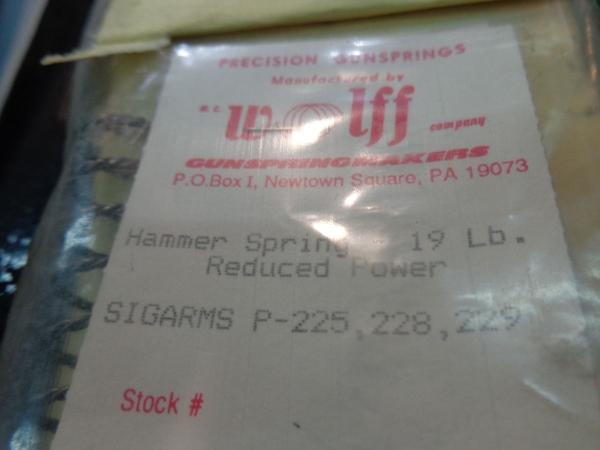 PRECISION GUNSPRINGS
Manufactured by
W.C. Wolff company
GUNSPRINGMAKERS
P.O.Box I, Newtown Square, PA 19073
Hammer Spring - 19 Lb.
Reduced Power
SIGARMS P-225,228,229
Stock #